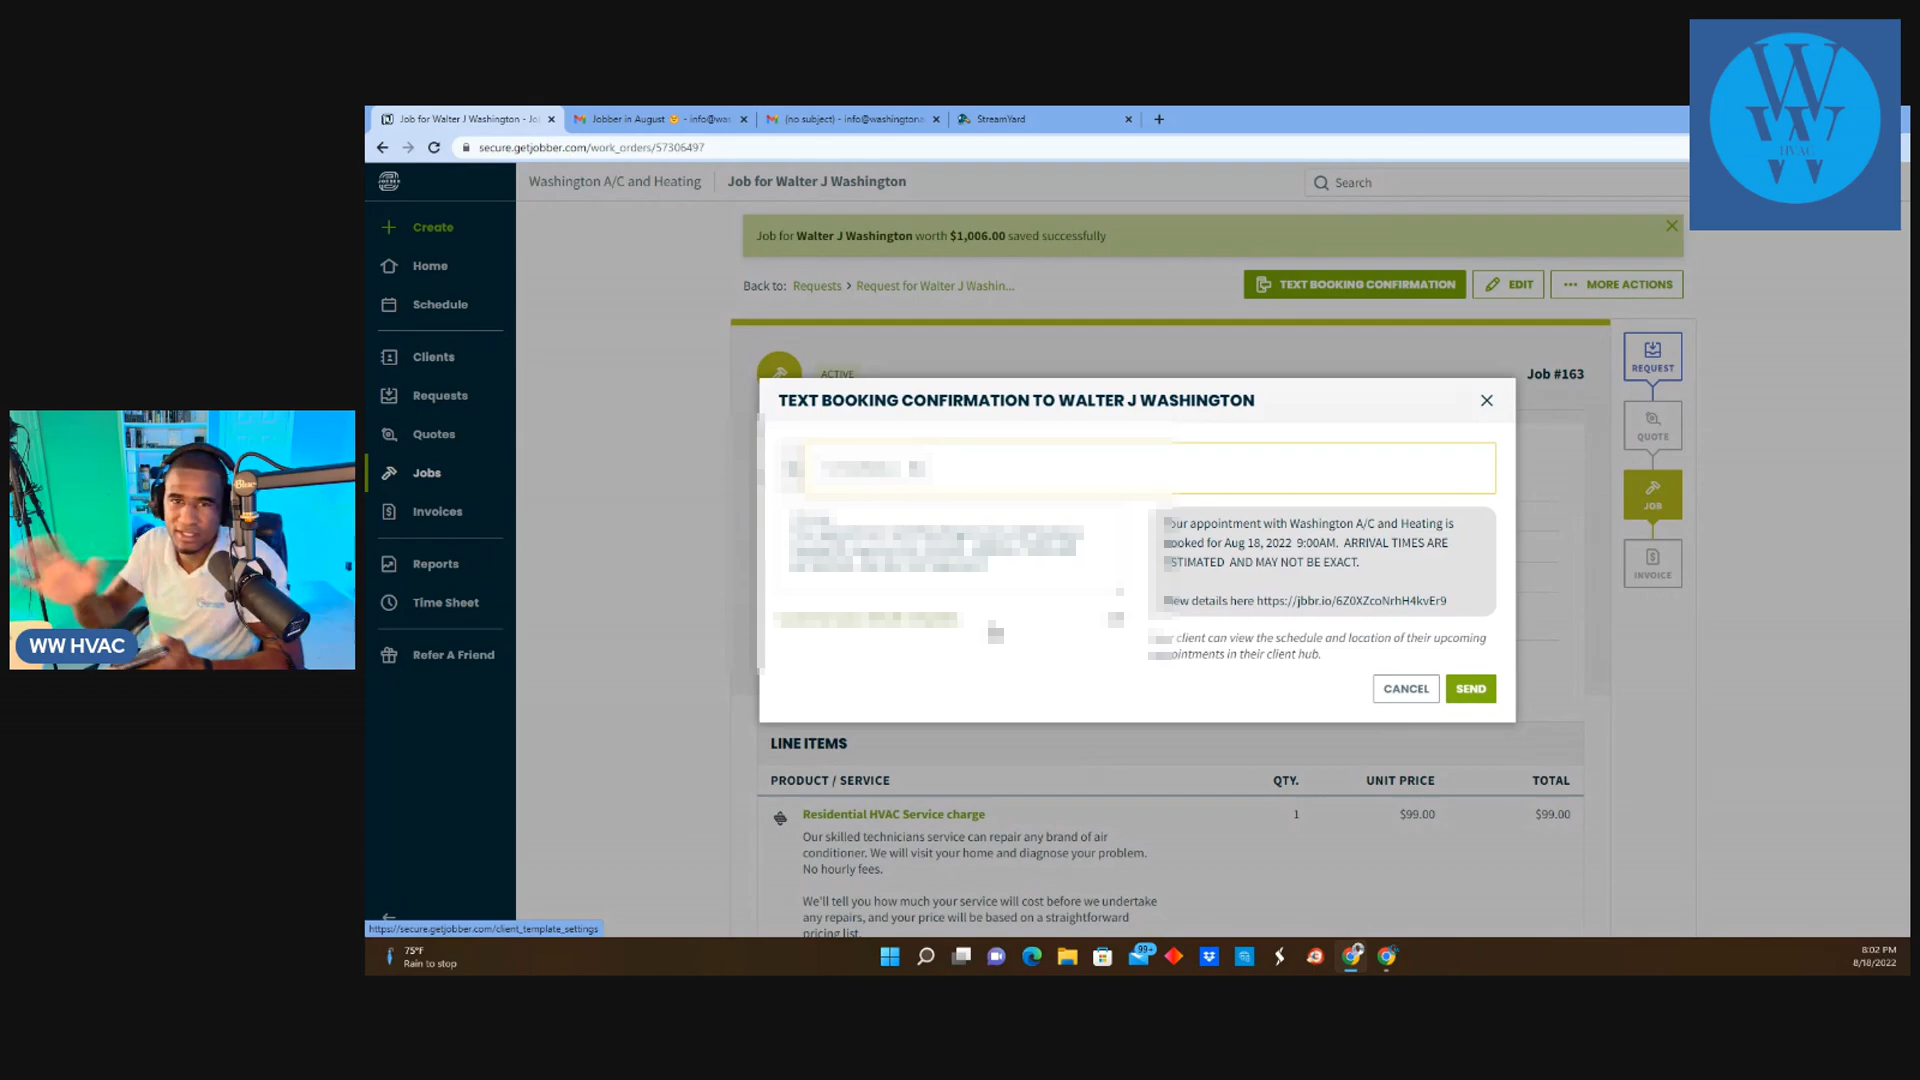 Job for Walter J Washington - Jo
Jobber in August 😊 - info@was
(no subject) - info@washingtona
StreamYard
secure.getjobber.com/work_orders/57306497
WW
W
HVAC
W
Washington A/C and Heating
Job for Walter J Washington
Search
Create
Home
Schedule
Clients
Requests
Quotes
Jobs
Invoices
Reports
Time Sheet
Refer A Friend
Job for Walter J Washington worth $1,006.00 saved successfully
Back to: Requests > Request for Walter J Washin...
TEXT BOOKING CONFIRMATION
EDIT
MORE ACTIONS
ACTIVE
Job #163
REQUEST
QUOTE
JOB
INVOICE
TEXT BOOKING CONFIRMATION TO WALTER J WASHINGTON
our appointment with Washington A/C and Heating is
ooked for Aug 18, 2022 9:00AM. ARRIVAL TIMES ARE
STIMATED AND MAY NOT BE EXACT.
ew details here https://jbbr.io/6Z0XZcoNrhH4kvEr9
client can view the schedule and location of their upcoming
ointments in their client hub.
CANCEL
SEND
LINE ITEMS
PRODUCT / SERVICE QTY. UNIT PRICE TOTAL
Residential HVAC Service charge 1 $99.00 $99.00
Our skilled technicians service can repair any brand of air
conditioner. We will visit your home and diagnose your problem.
No hourly fees.
We'll tell you how much your service will cost before we undertake
any repairs, and your price will be based on a straightforward
pricing list.
WW HVAC
https://secure.getjobber.com/client_template_settings
75°F
Rain to stop
99+
8:02 PM
8/18/2022